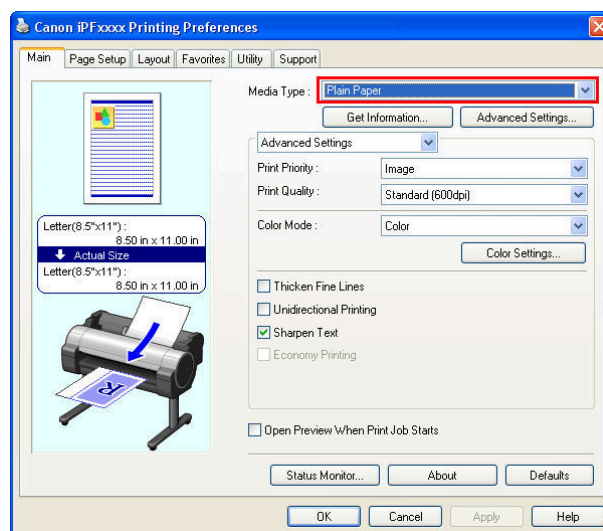 Canon iPFxxxx Printing Preferences
Main Page Setup Layout Favorites Utility Support
Media Type : Plain Paper
Get Information... Advanced Settings...
Advanced Settings
Print Priority : Image
Print Quality : Standard (600dpi)
Color Mode : Color
Color Settings...
Letter(8.5"x11") :
8.50 in x 11.00 in
Actual Size
Letter(8.5"x11") :
8.50 in x 11.00 in
Thicken Fine Lines
Unidirectional Printing
Sharpen Text
Economy Printing
R
Open Preview When Print Job Starts
Status Monitor... About Defaults
OK Cancel Apply Help